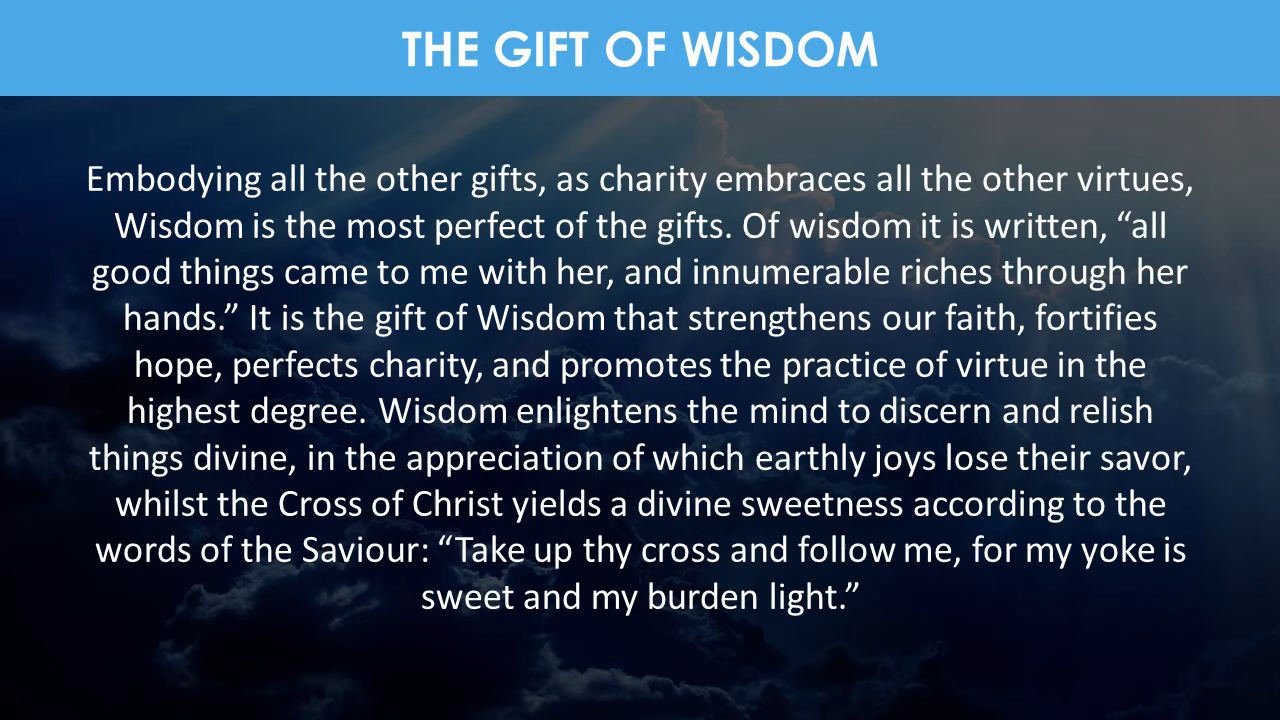 THE GIFT OF WISDOM
Embodying all the other gifts, as charity embraces all the other virtues,
Wisdom is the most perfect of the gifts. Of wisdom it is written, “all
good things came to me with her, and innumerable riches through her
hands.” It is the gift of Wisdom that strengthens our faith, fortifies
hope, perfects charity, and promotes the practice of virtue in the
highest degree. Wisdom enlightens the mind to discern and relish
things divine, in the appreciation of which earthly joys lose their savor,
whilst the Cross of Christ yields a divine sweetness according to the
words of the Saviour: “Take up thy cross and follow me, for my yoke is
sweet and my burden light.”